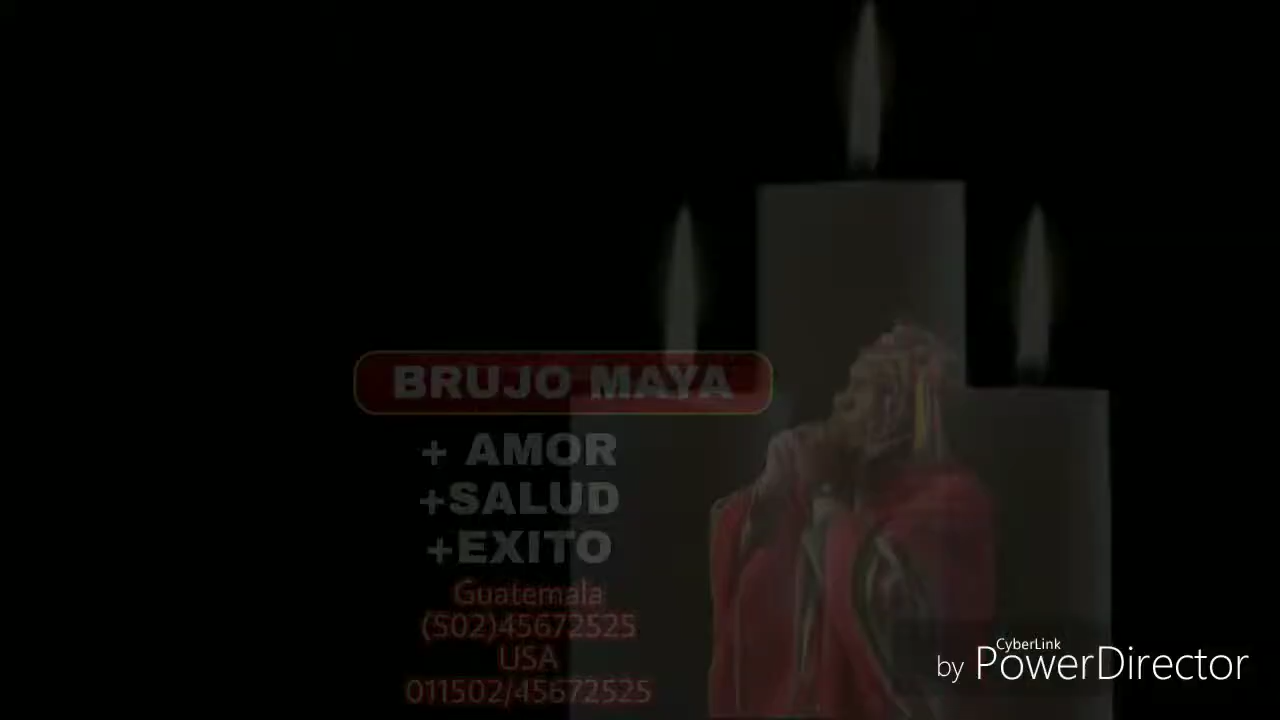 BRUJO MAYA
+ AMOR
+SALUD
+EXITO
Guatemala
(502)45672525
USA
011502/45672525
CyberLink
by PowerDirector